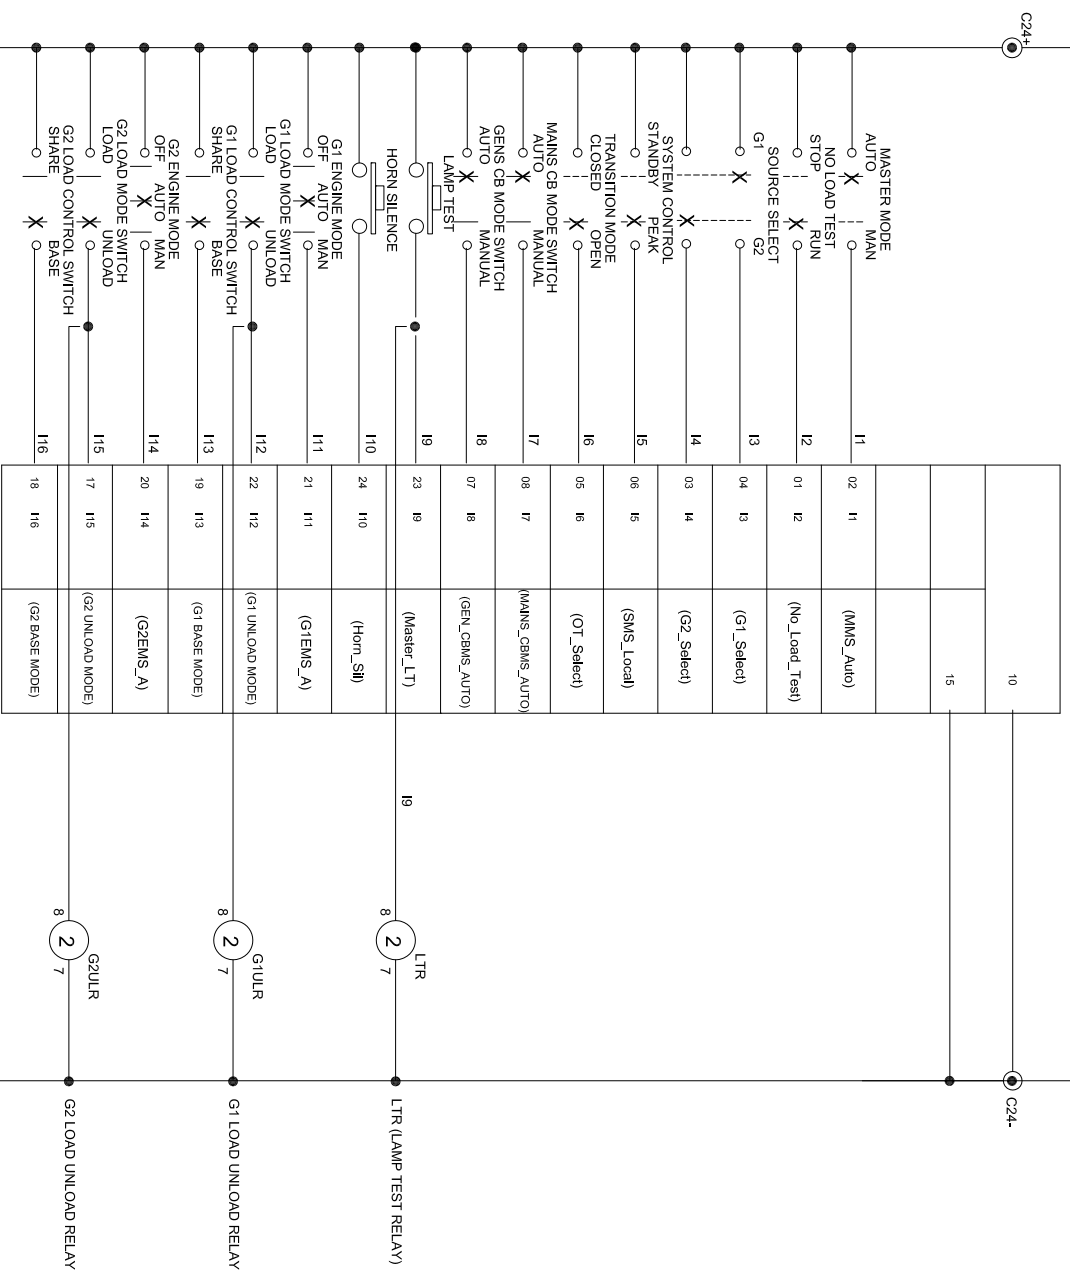 C24+
C24-
10
15
MASTER MODE
AUTO MAN
I1
02 I1 (MMS_Auto)
NO LOAD TEST
STOP RUN
I2
01 I2 (No_Load_Test)
SOURCE SELECT
G1 G2
I3
04 I3 (G1_Select)
I4
03 I4 (G2_Select)
SYSTEM CONTROL
STANDBY PEAK
I5
06 I5 (SMS_Local)
TRANSITION MODE
CLOSED OPEN
I6
05 I6 (OT_Select)
MAINS CB MODE SWITCH
AUTO MANUAL
I7
08 I7 (MAINS_CBMS_AUTO)
GENS CB MODE SWITCH
AUTO MANUAL
I8
07 I8 (GEN_CBMS_AUTO)
LAMP TEST
I9
23 I9 (Master_LT)
I9
8 2 7
LTR
LTR (LAMP TEST RELAY)
HORN SILENCE
I10
24 I10 (Horn_Sil)
G1 ENGINE MODE
OFF AUTO MAN
I11
21 I11 (G1EMS_A)
G1 LOAD MODE SWITCH
LOAD UNLOAD
I12
22 I12 (G1 UNLOAD MODE)
8 2 7
G1ULR
G1 LOAD UNLOAD RELAY
G1 LOAD CONTROL SWITCH
SHARE BASE
I13
19 I13 (G1 BASE MODE)
G2 ENGINE MODE
OFF AUTO MAN
I14
20 I14 (G2EMS_A)
G2 LOAD MODE SWITCH
LOAD UNLOAD
I15
17 I15 (G2 UNLOAD MODE)
8 2 7
G2ULR
G2 LOAD UNLOAD RELAY
G2 LOAD CONTROL SWITCH
SHARE BASE
I16
18 I16 (G2 BASE MODE)